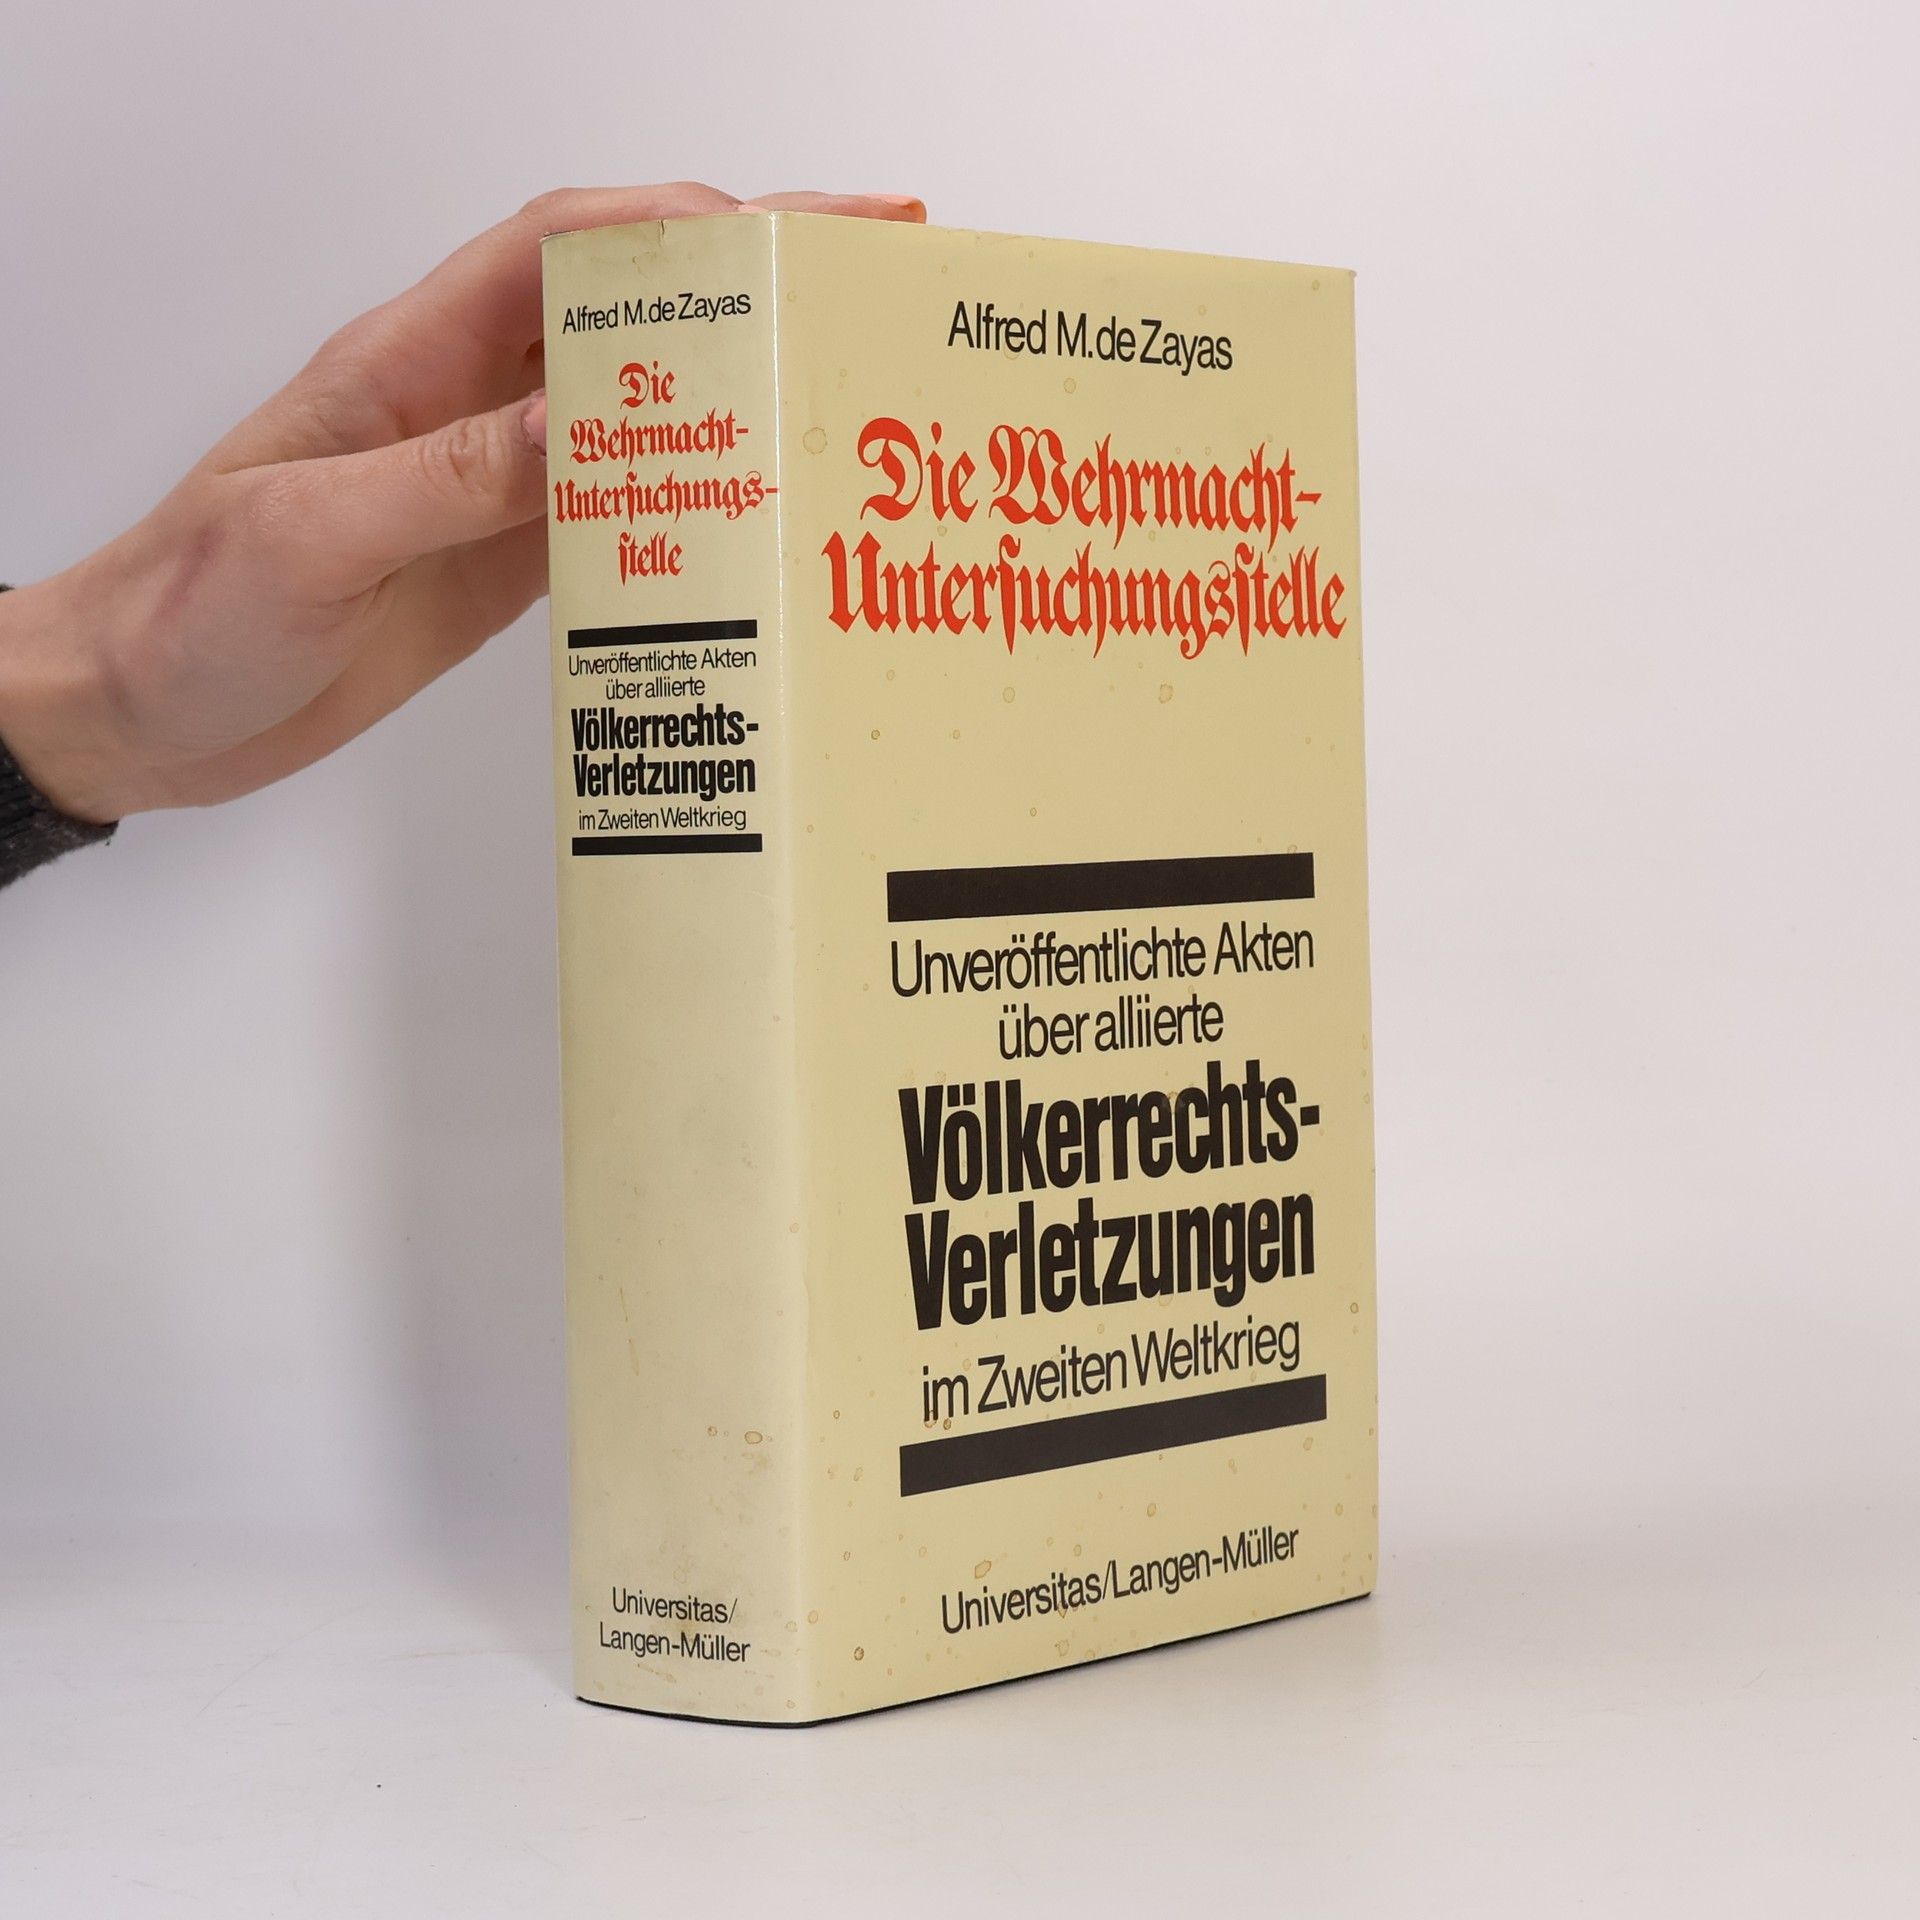 Alfred M. de Zayas
Die
Wehrmacht-
Unterſuchungs-
ſtelle
Unveröffentlichte Akten
über alliierte
Völkerrechts-
Verletzungen
im Zweiten Weltkrieg
Universitas/
Langen-Müller
Alfred M. de Zayas
Die Wehrmacht-
Unterſuchungsſtelle
Unveröffentlichte Akten
über alliierte
Völkerrechts-
Verletzungen
im Zweiten Weltkrieg
Universitas/Langen-Müller